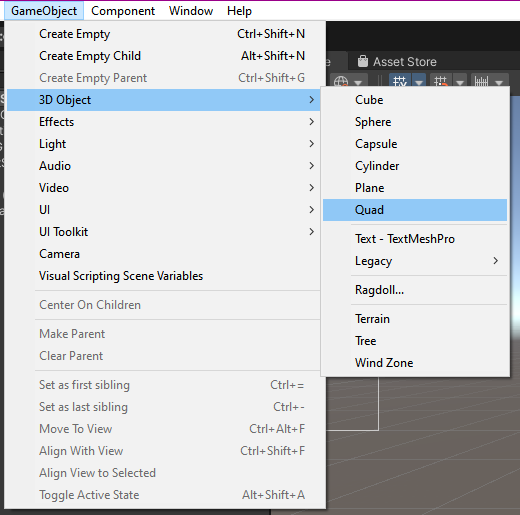 GameObject Component Window Help
Create Empty Ctrl+Shift+N
Create Empty Child Alt+Shift+N
Create Empty Parent Ctrl+Shift+G
3D Object >
Effects >
Light >
Audio >
Video >
UI >
UI Toolkit >
Camera
Visual Scripting Scene Variables
Center On Children
Make Parent
Clear Parent
Set as first sibling Ctrl+=
Set as last sibling Ctrl+-
Move To View Ctrl+Alt+F
Align With View Ctrl+Shift+F
Align View to Selected
Toggle Active State Alt+Shift+A
Asset Store
Cube
Sphere
Capsule
Cylinder
Plane
Quad
Text - TextMeshPro
Legacy >
Ragdoll...
Terrain
Tree
Wind Zone